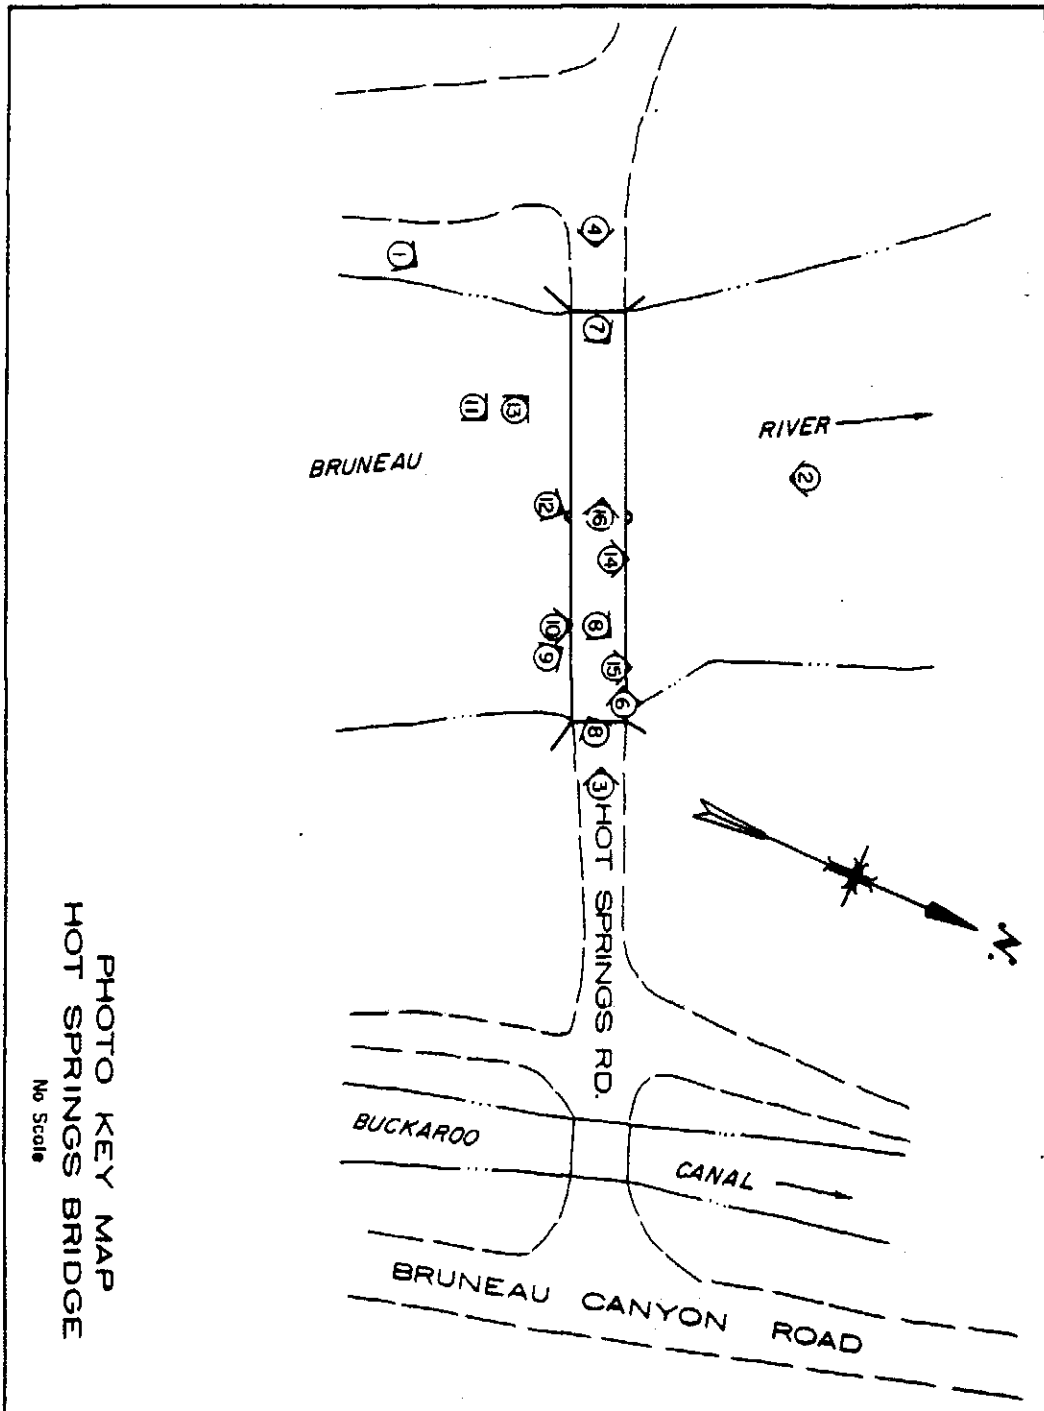 4
1
7
11
13
RIVER
2
BRUNEAU
12
16
14
10
8
9
15
6
8
3
HOT SPRINGS RD.
N.
BUCKAROO
CANAL
BRUNEAU CANYON ROAD
PHOTO KEY MAP
HOT SPRINGS BRIDGE
No Scale